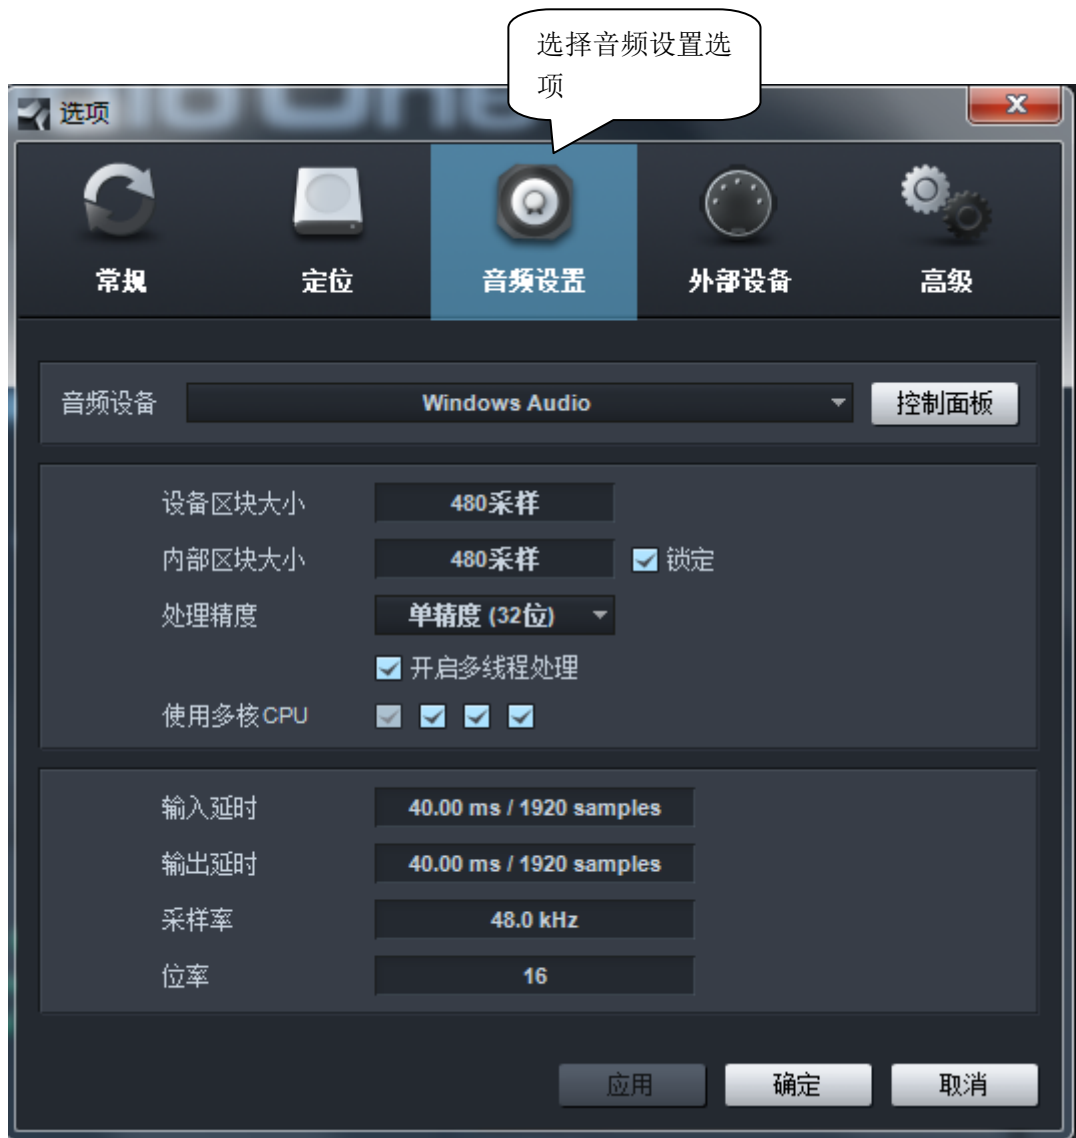 选择音频设置选
项
选项
常规
定位
音频设置
外部设备
高级
音频设备
Windows Audio
控制面板
设备区块大小
480采样
内部区块大小
480采样
锁定
处理精度
单精度 (32位)
开启多线程处理
使用多核CPU
输入延时
40.00 ms / 1920 samples
输出延时
40.00 ms / 1920 samples
采样率
48.0 kHz
位率
16
应用
确定
取消